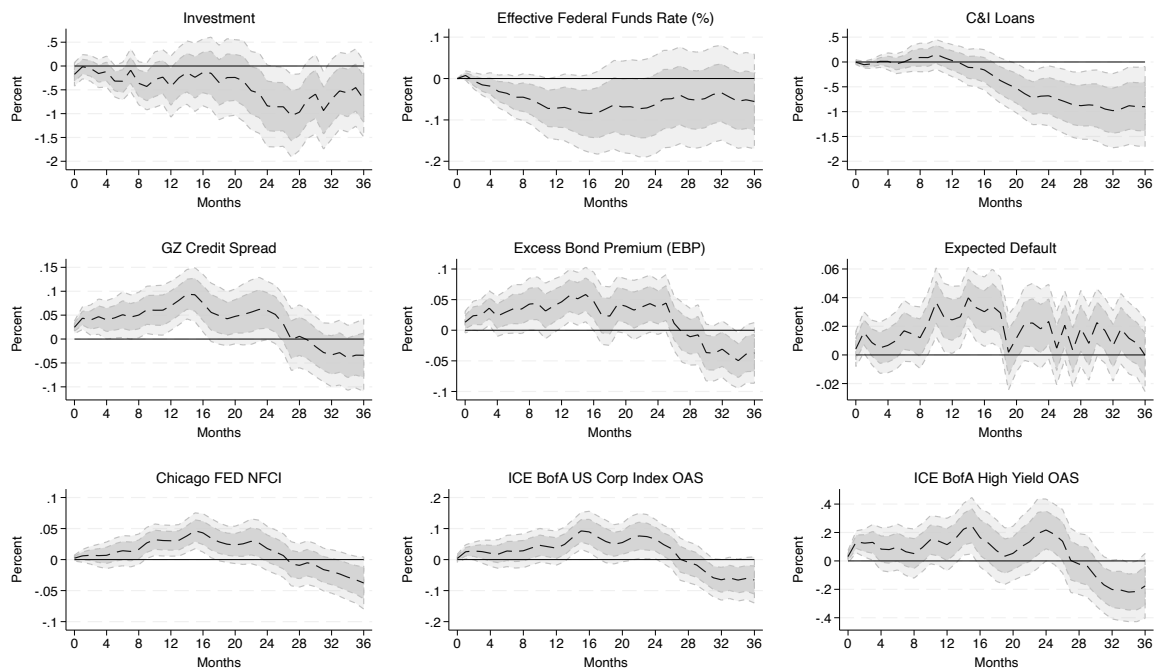 Investment
Percent
.5
0
-.5
-1
-1.5
-2
0 4 8 12 16 20 24 28 32 36
Months
Effective Federal Funds Rate (%)
Percent
.1
0
-.1
-.2
0 4 8 12 16 20 24 28 32 36
Months
C&I Loans
Percent
.5
0
-.5
-1
-1.5
-2
0 4 8 12 16 20 24 28 32 36
Months
GZ Credit Spread
Percent
.15
.1
.05
0
-.05
-.1
0 4 8 12 16 20 24 28 32 36
Months
Excess Bond Premium (EBP)
Percent
.1
.05
0
-.05
-.1
0 4 8 12 16 20 24 28 32 36
Months
Expected Default
Percent
.06
.04
.02
0
-.02
0 4 8 12 16 20 24 28 32 36
Months
Chicago FED NFCI
Percent
.1
.05
0
-.05
-.1
0 4 8 12 16 20 24 28 32 36
Months
ICE BofA US Corp Index OAS
Percent
.2
.1
0
-.1
-.2
0 4 8 12 16 20 24 28 32 36
Months
ICE BofA High Yield OAS
Percent
.4
.2
0
-.2
-.4
0 4 8 12 16 20 24 28 32 36
Months